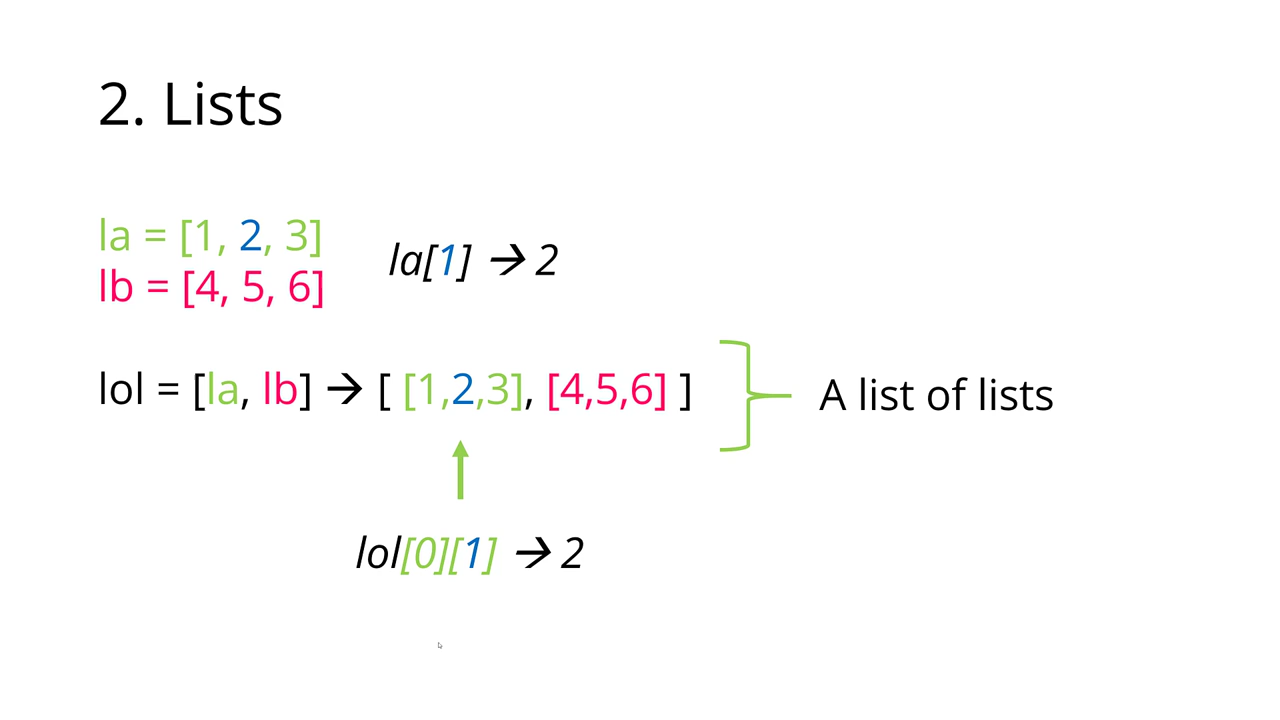 2. Lists
la = [1, 2, 3]
lb = [4, 5, 6]
la[1] → 2
lol = [la, lb] → [ [1,2,3], [4,5,6] ]
A list of lists
lol[0][1] → 2